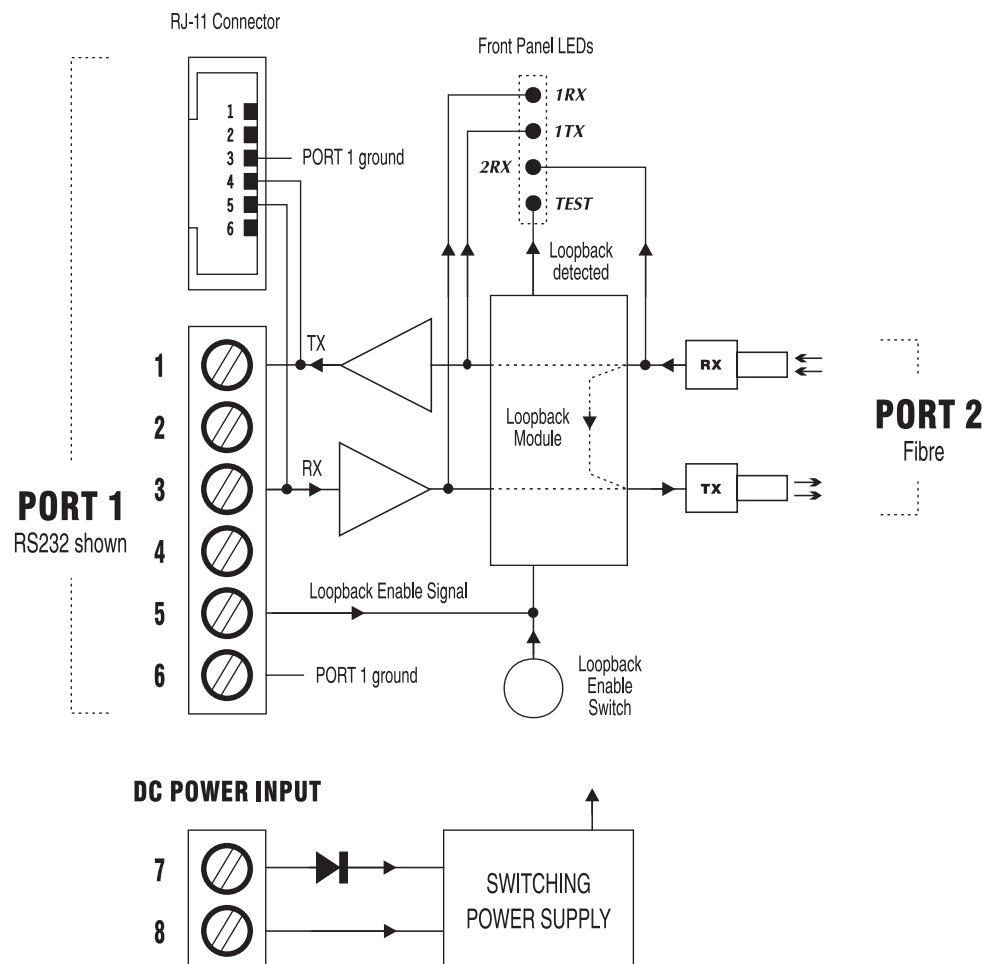 RJ-11 Connector
Front Panel LEDs
1
2
3
4
5
6
PORT 1 ground
1RX
1TX
2RX
TEST
Loopback
detected
TX
RX
Loopback
Module
RX
TX
PORT 2
Fibre
PORT 1
RS232 shown
1
2
3
4
5
6
Loopback Enable Signal
PORT 1 ground
Loopback
Enable
Switch
DC POWER INPUT
7
8
SWITCHING
POWER SUPPLY